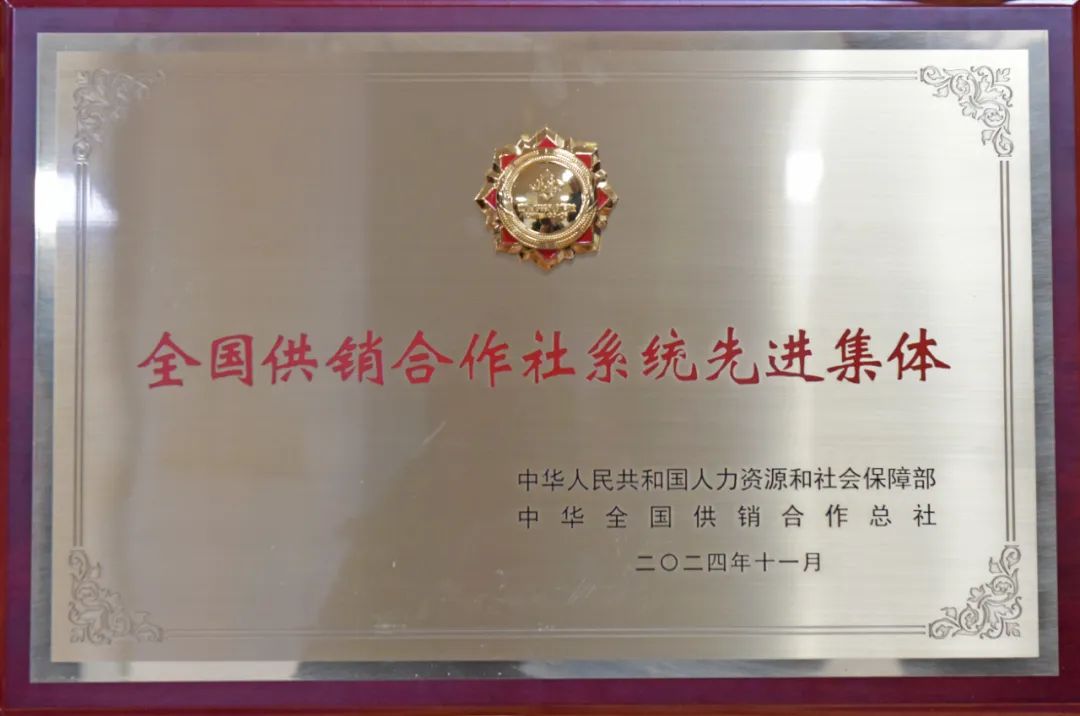 全国供销合作社系统先进集体
中华人民共和国人力资源和社会保障部
中华全国供销合作总社
二〇二四年十一月